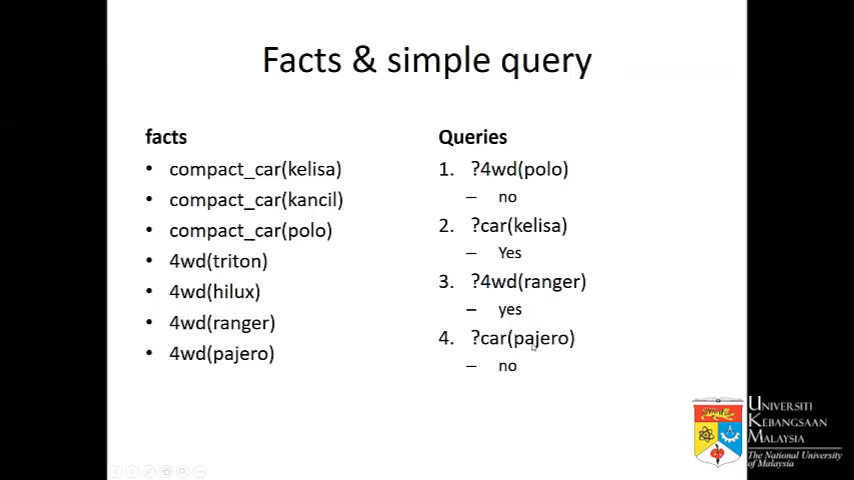 Facts & simple query
facts
• compact_car(kelisa)
• compact_car(kancil)
• compact_car(polo)
• 4wd(triton)
• 4wd(hilux)
• 4wd(ranger)
• 4wd(pajero)
Queries
1. ?4wd(polo)
– no
2. ?car(kelisa)
– Yes
3. ?4wd(ranger)
– yes
4. ?car(pajero)
– no
UNIVERSITI
KEBANGSAAN
MALAYSIA
The National University
of Malaysia